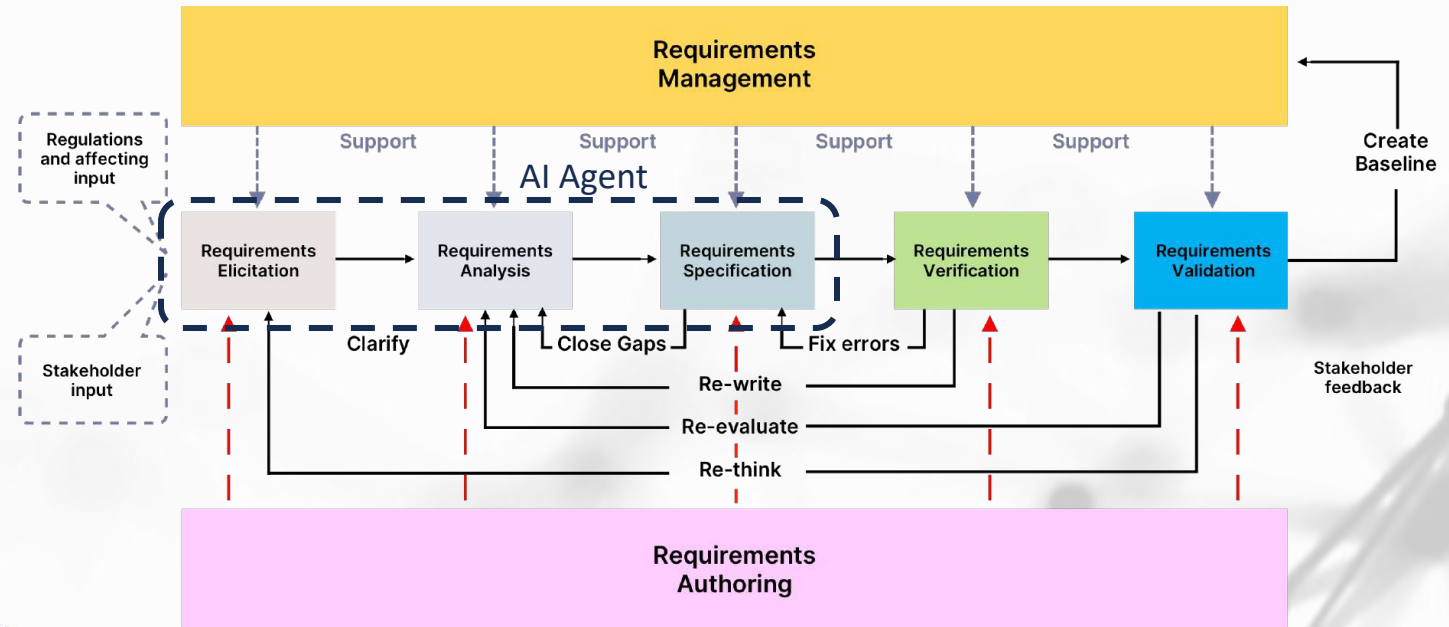 Requirements
Management
Support
Support
Support
Support
Regulations
and affecting
input
Create
Baseline
AI Agent
Requirements
Elicitation
Requirements
Analysis
Requirements
Specification
Requirements
Verification
Requirements
Validation
Clarify
Close Gaps
Fix errors
Stakeholder
input
Re-write
Stakeholder
feedback
Re-evaluate
Re-think
Requirements
Authoring